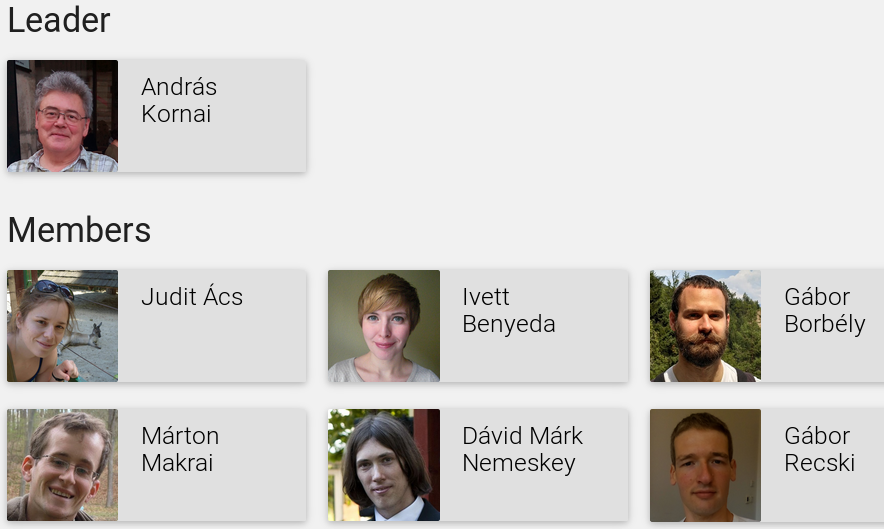 Leader
András
Kornai
Members
Judit Ács
Ivett
Benyeda
Gábor
Borbély
Márton
Makrai
Dávid Márk
Nemeskey
Gábor
Recski